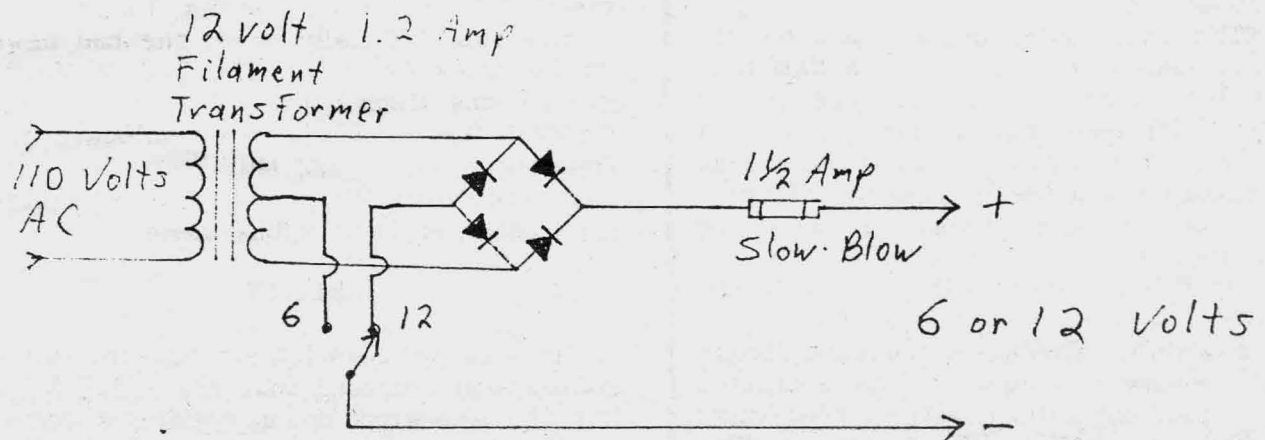 12 volt 1.2 Amp
Filament
Transformer
110 Volts
AC
1½ Amp
Slow-Blow
+
6
12
6 or 12 Volts
-